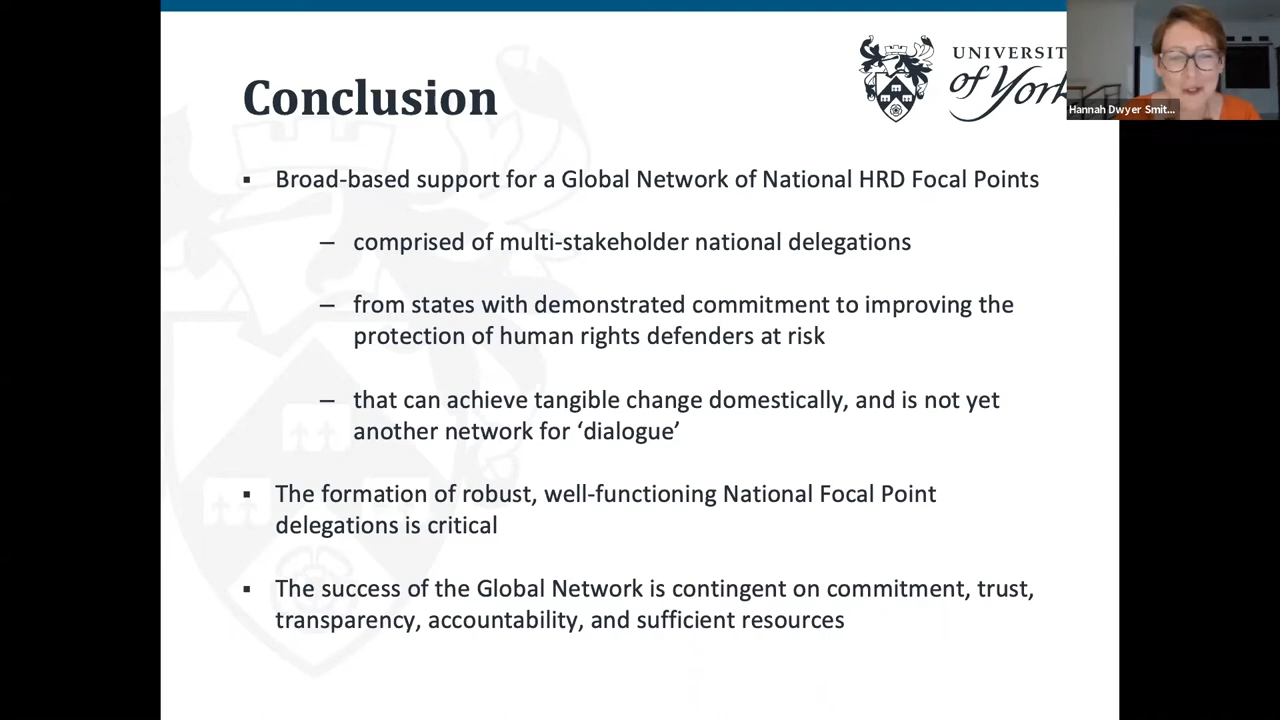 Conclusion
UNIVERSIT
of York
Hannah Dwyer Smit...
▪ Broad-based support for a Global Network of National HRD Focal Points
– comprised of multi-stakeholder national delegations
– from states with demonstrated commitment to improving the
protection of human rights defenders at risk
– that can achieve tangible change domestically, and is not yet
another network for ‘dialogue’
▪ The formation of robust, well-functioning National Focal Point
delegations is critical
▪ The success of the Global Network is contingent on commitment, trust,
transparency, accountability, and sufficient resources